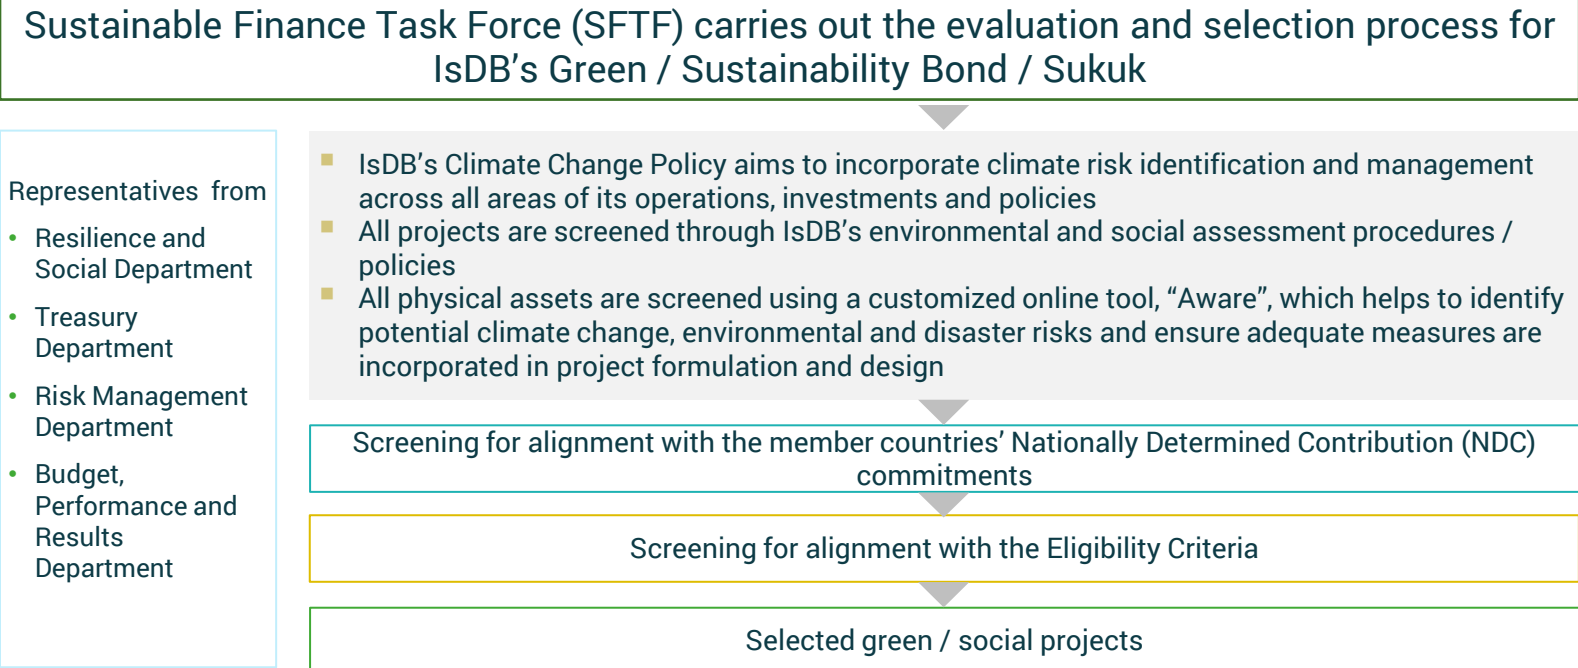 Sustainable Finance Task Force (SFTF) carries out the evaluation and selection process for
IsDB’s Green / Sustainability Bond / Sukuk
Representatives from
• Resilience and
Social Department
• Treasury
Department
• Risk Management
Department
• Budget,
Performance and
Results
Department
IsDB’s Climate Change Policy aims to incorporate climate risk identification and management
across all areas of its operations, investments and policies
All projects are screened through IsDB’s environmental and social assessment procedures /
policies
All physical assets are screened using a customized online tool, “Aware”, which helps to identify
potential climate change, environmental and disaster risks and ensure adequate measures are
incorporated in project formulation and design
Screening for alignment with the member countries’ Nationally Determined Contribution (NDC)
commitments
Screening for alignment with the Eligibility Criteria
Selected green / social projects